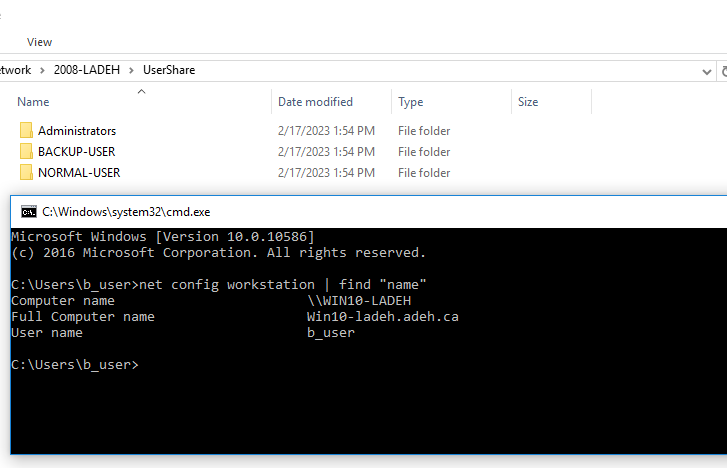 View
etwork > 2008-LADEH > UserShare
Name Date modified Type Size
Administrators 2/17/2023 1:54 PM File folder
BACKUP-USER 2/17/2023 1:54 PM File folder
NORMAL-USER 2/17/2023 1:54 PM File folder
C:\Windows\system32\cmd.exe
Microsoft Windows [Version 10.0.10586]
(c) 2016 Microsoft Corporation. All rights reserved.
C:\Users\b_user>net config workstation | find "name"
Computer name \\WIN10-LADEH
Full Computer name Win10-ladeh.adeh.ca
User name b_user
C:\Users\b_user>